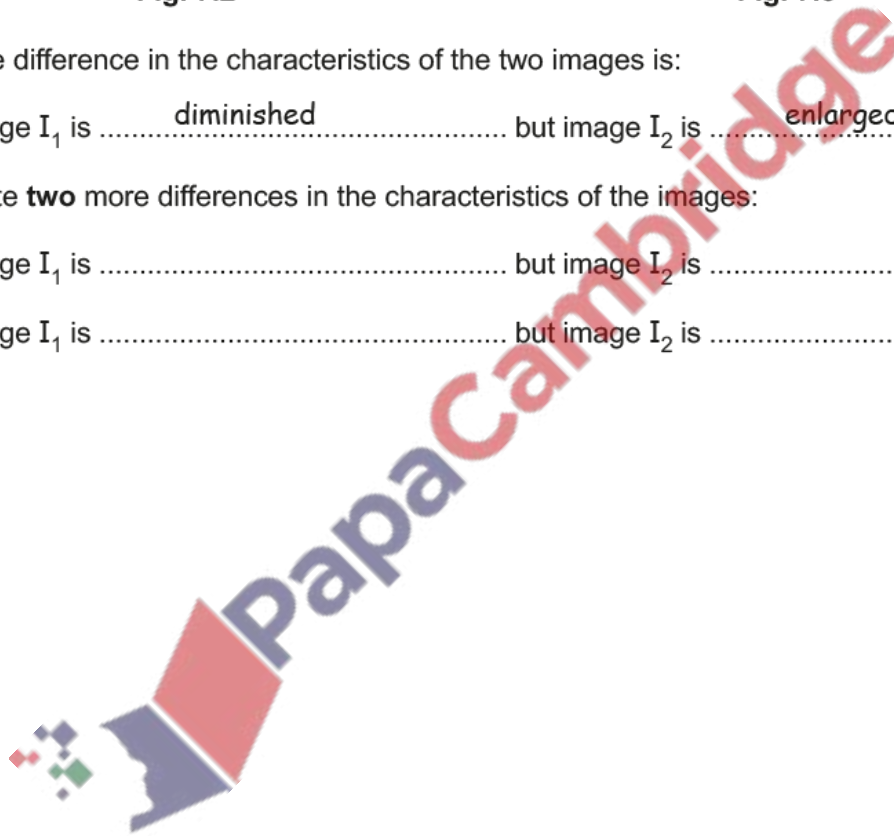 e difference in the characteristics of the two images is:
ge I1 is ........diminished........ but image I2 is ........enlarged
te two more differences in the characteristics of the images:
ge I1 is ................ but image I2 is ................
ge I1 is ................ but image I2 is ................
PapaCambridge